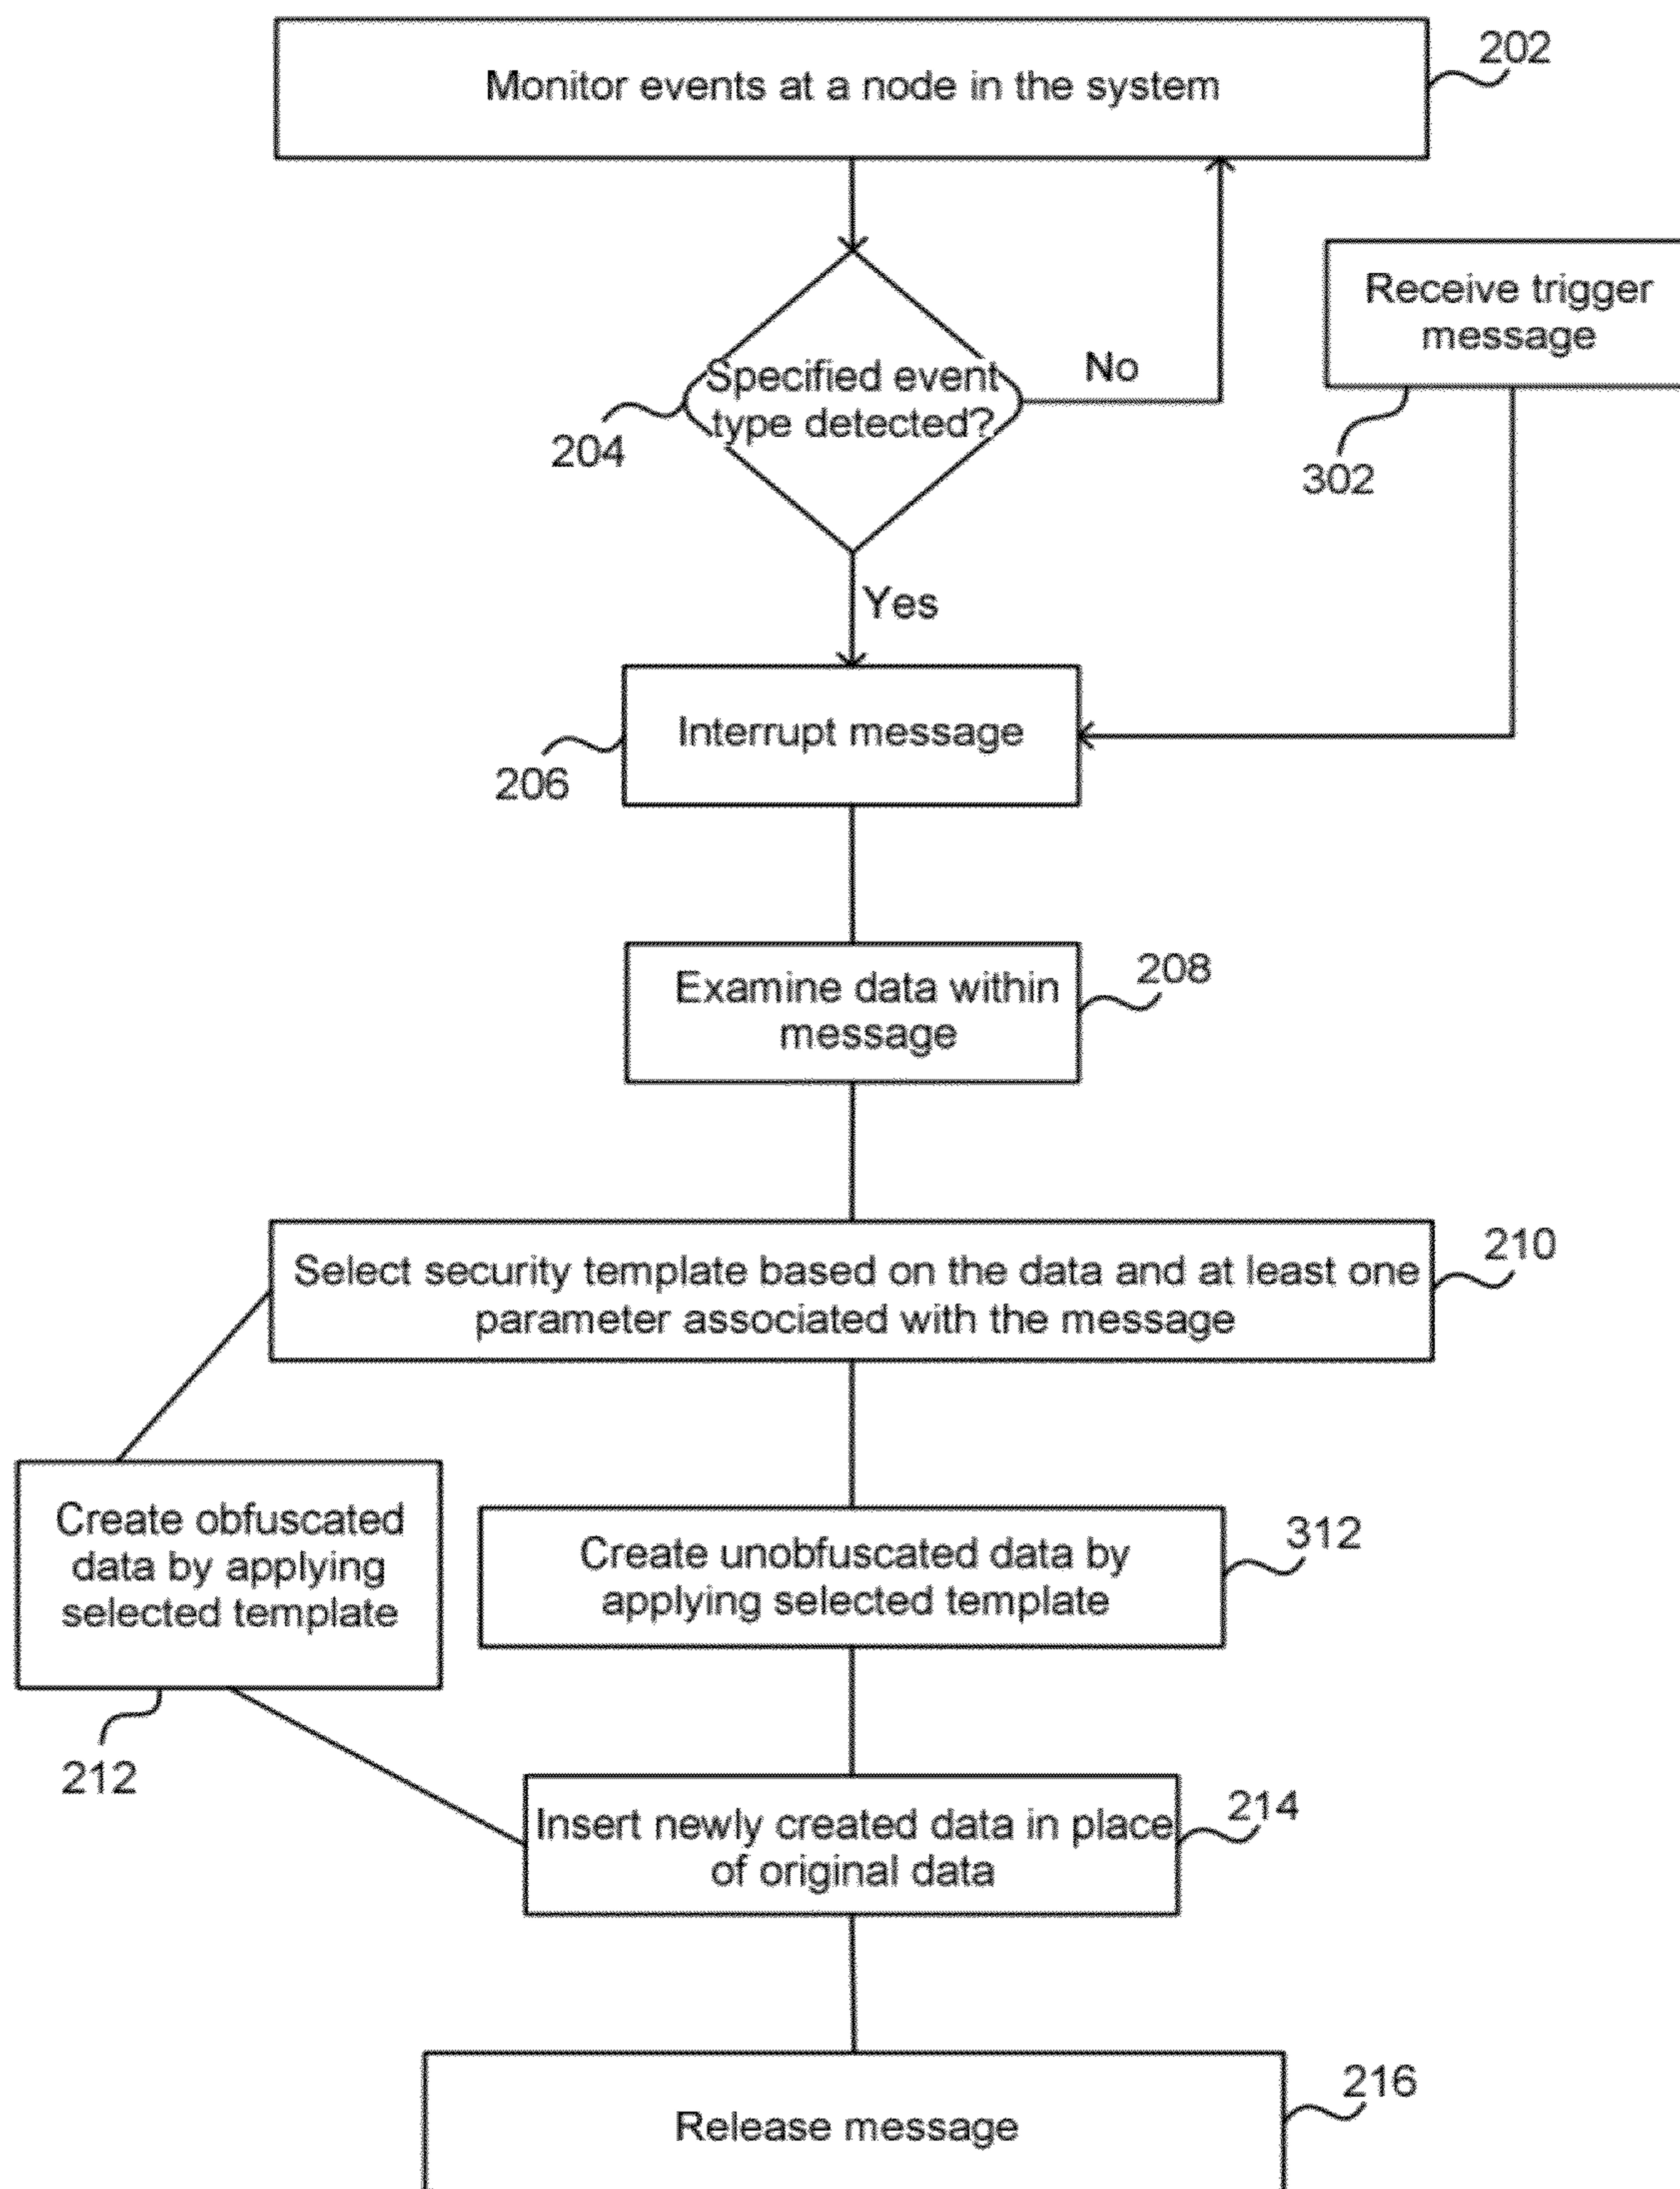 202
Monitor events at a node in the system
Receive trigger
message
302
Specified event
type detected?
No
204
Yes
Interrupt message
206
208
Examine data within
message
210
Select security template based on the data and at least one
parameter associated with the message
Create obfuscated
data by applying
selected template
212
312
Create unobfuscated data by
applying selected template
214
Insert newly created data in place
of original data
216
Release message